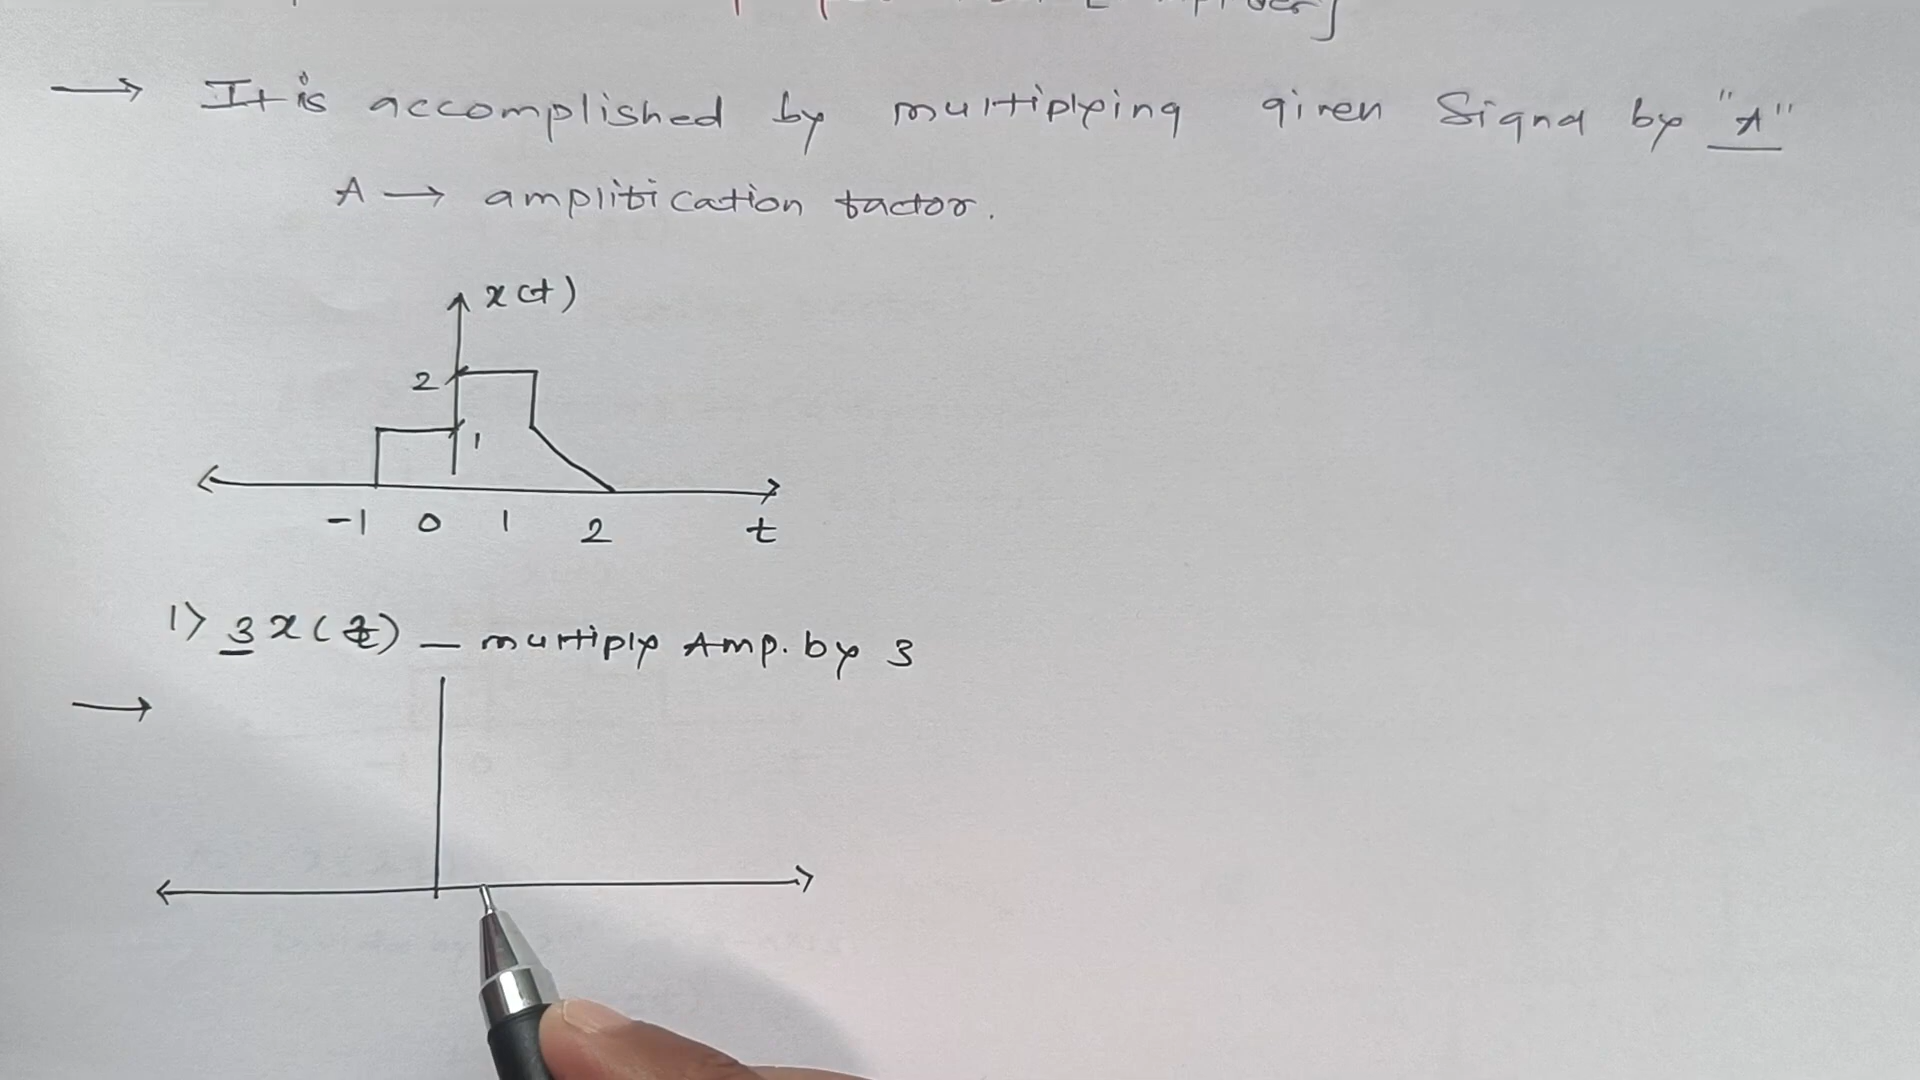 → It is accomplished by multiplying given Signal by "A"
A → amplification factor.
x(t)
2
1
-1 0 1 2 t
1) 3x(t) – multiply Amp. by 3
→